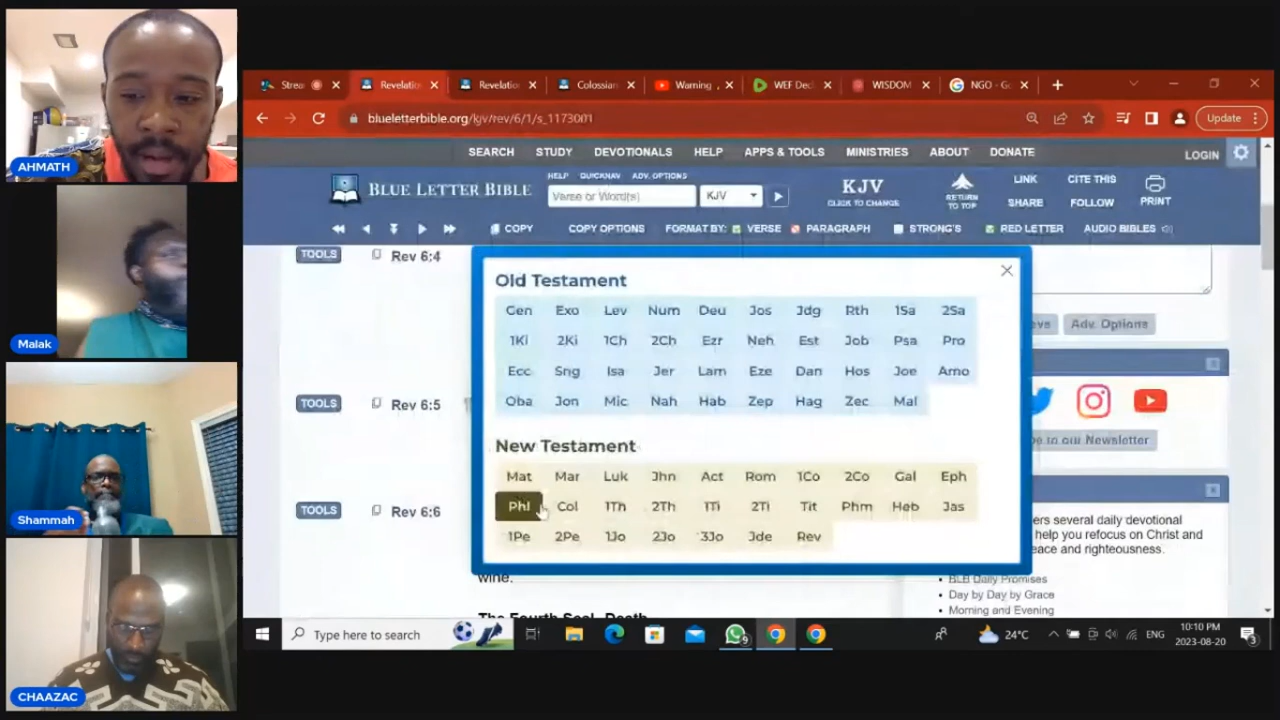 AHMATH
Malak
Shammah
CHAAZAC
Strea
Revelatio
Revelation
Colossian
Warning ,
WEF Dec
WISDOM
NGO - Go
blueletterbible.org/kjv/rev/6/1/s_1173001
Update
SEARCH STUDY DEVOTIONALS HELP APPS & TOOLS MINISTRIES ABOUT DONATE
LOGIN
BLUE LETTER BIBLE
HELP QUICKNAV ADV. OPTIONS
Verse or Word(s)
KJV
KJV
CLICK TO CHANGE
RETURN
TO TOP
LINK
CITE THIS
SHARE
FOLLOW
PRINT
COPY COPY OPTIONS FORMAT BY: VERSE PARAGRAPH STRONG'S RED LETTER AUDIO BIBLES
TOOLS Rev 6:4
Old Testament
Gen Exo Lev Num Deu Jos Jdg Rth 1Sa 2Sa
1Ki 2Ki 1Ch 2Ch Ezr Neh Est Job Psa Pro
Ecc Sng Isa Jer Lam Eze Dan Hos Joe Amo
Oba Jon Mic Nah Hab Zep Hag Zec Mal
New Testament
Mat Mar Luk Jhn Act Rom 1Co 2Co Gal Eph
Phl Col 1Th 2Th 1Ti 2Ti Tit Phm Heb Jas
1Pe 2Pe 1Jo 2Jo 3Jo Jde Rev
Adv. Options
TOOLS Rev 6:5
to our Newsletter
TOOLS Rev 6:6
ers several daily devotional
help you refocus on Christ and
eace and righteousness.
BLB Daily Promises
Day by Day by Grace
Morning and Evening
wine.
The Fourth Seal, Death
Type here to search
9
24°C
ENG
10:10 PM
2023-08-20
3